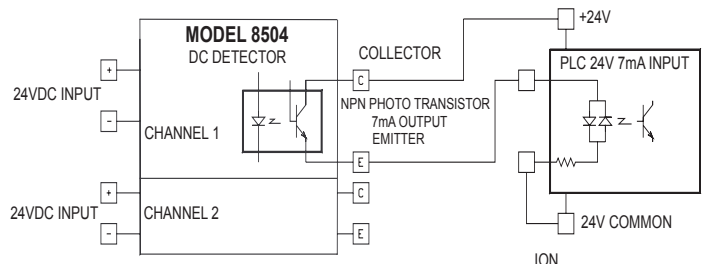 MODEL 8504
DC DETECTOR
+
24VDC INPUT
-
CHANNEL 1
COLLECTOR
C
NPN PHOTO TRANSISTOR
7mA OUTPUT
EMITTER
E
+24V
PLC 24V 7mA INPUT
24V COMMON
+
24VDC INPUT
-
CHANNEL 2
C
E
ION